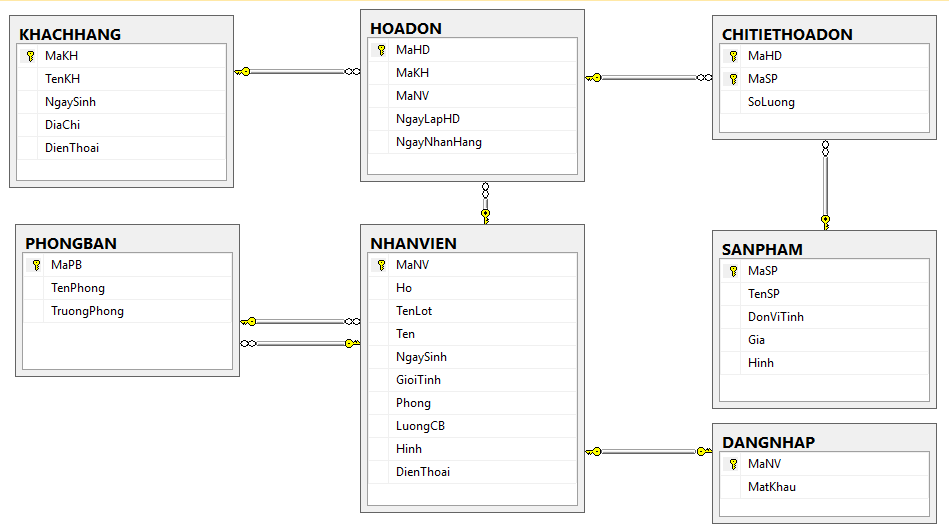 KHACHHANG
MaKH
TenKH
NgaySinh
DiaChi
DienThoai
HOADON
MaHD
MaKH
MaNV
NgayLapHD
NgayNhanHang
CHITIETHOADON
MaHD
MaSP
SoLuong
PHONGBAN
MaPB
TenPhong
TruongPhong
NHANVIEN
MaNV
Ho
TenLot
Ten
NgaySinh
GioiTinh
Phong
LuongCB
Hinh
DienThoai
SANPHAM
MaSP
TenSP
DonViTinh
Gia
Hinh
DANGNHAP
MaNV
MatKhau